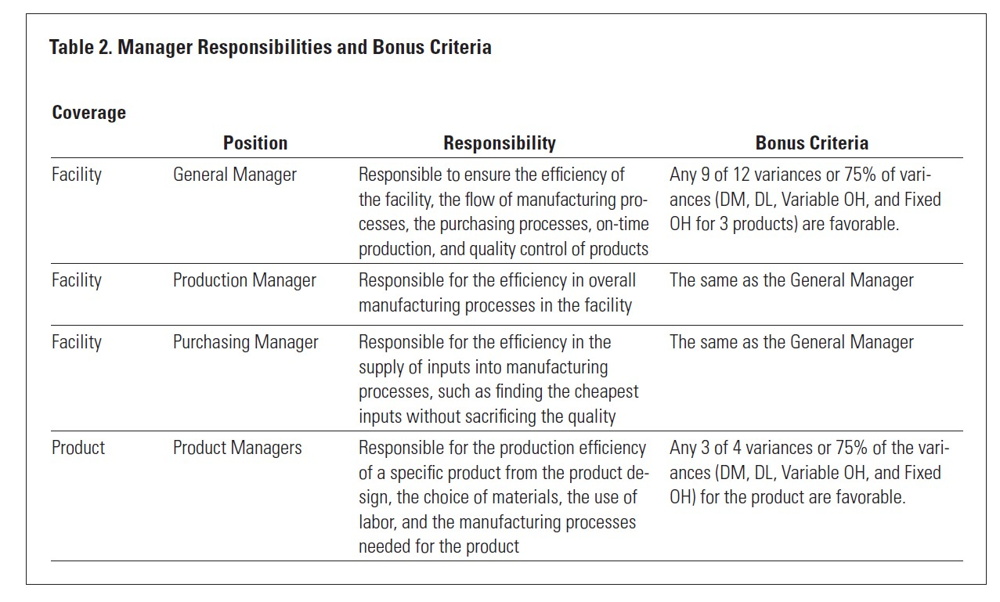 Table 2. Manager Responsibilities and Bonus Criteria
Coverage
Position Responsibility Bonus Criteria
Facility General Manager Responsible to ensure the efficiency of Any 9 of 12 variances or 75% of vari-
the facility, the flow of manufacturing pro- ances (DM, DL, Variable OH, and Fixed
cesses, the purchasing processes, on-time OH for 3 products) are favorable.
production, and quality control of products
Facility Production Manager Responsible for the efficiency in overall The same as the General Manager
manufacturing processes in the facility
Facility Purchasing Manager Responsible for the efficiency in the The same as the General Manager
supply of inputs into manufacturing
processes, such as finding the cheapest
inputs without sacrificing the quality
Product Product Managers Responsible for the production efficiency Any 3 of 4 variances or 75% of the vari-
of a specific product from the product de- ances (DM, DL, Variable OH, and Fixed
sign, the choice of materials, the use of OH) for the product are favorable.
labor, and the manufacturing processes
needed for the product